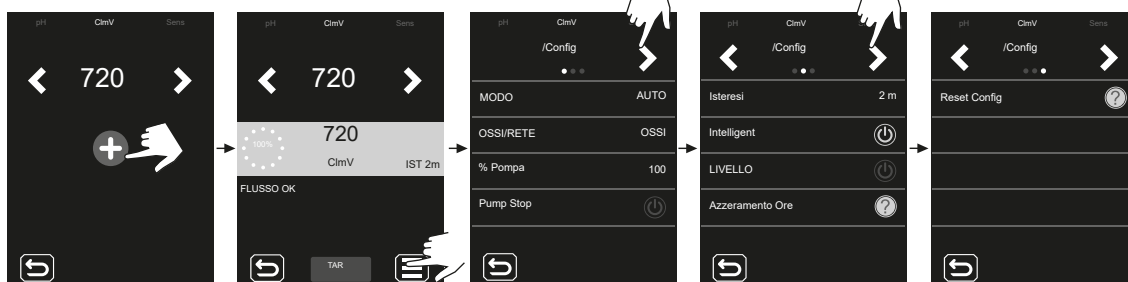 pH ClmV Sens
720
pH ClmV Sens
720
100%
720
ClmV
IST 2m
FLUSSO OK
TAR
pH ClmV
/Config
MODO AUTO
OSSI/RETE OSSI
% Pompa 100
Pump Stop
pH ClmV
/Config
Isteresi 2 m
Intelligent
LIVELLO
Azzeramento Ore ?
pH ClmV Sens
/Config
Reset Config ?